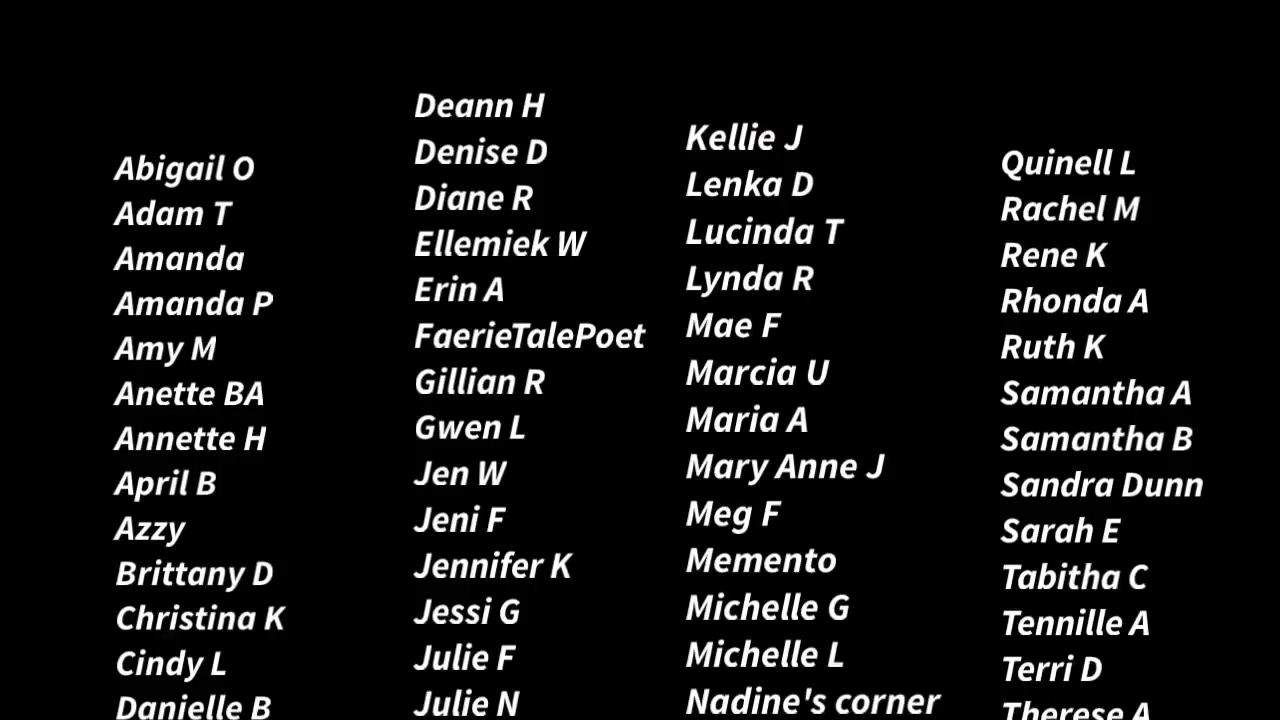 Abigail O
Adam T
Amanda
Amanda P
Amy M
Anette BA
Annette H
April B
Azzy
Brittany D
Christina K
Cindy L
Danielle B
Deann H
Denise D
Diane R
Ellemiek W
Erin A
FaerieTalePoet
Gillian R
Gwen L
Jen W
Jeni F
Jennifer K
Jessi G
Julie F
Julie N
Kellie J
Lenka D
Lucinda T
Lynda R
Mae F
Marcia U
Maria A
Mary Anne J
Meg F
Memento
Michelle G
Michelle L
Nadine's corner
Quinell L
Rachel M
Rene K
Rhonda A
Ruth K
Samantha A
Samantha B
Sandra Dunn
Sarah E
Tabitha C
Tennille A
Terri D
Therese A